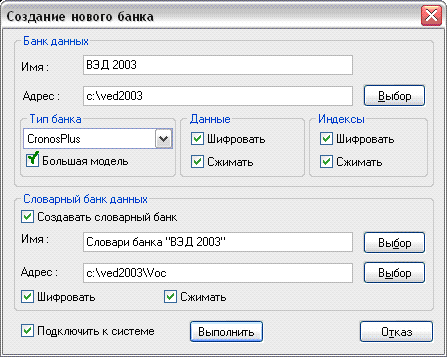 Создание нового банка
Банк данных
Имя : ВЭД 2003
Адрес : c:\ved2003 Выбор
Тип банка Данные Индексы
CronosPlus Шифровать Шифровать
Большая модель Сжимать Сжимать
Словарный банк данных
Создавать словарный банк
Имя : Словари банка "ВЭД 2003" Выбор
Адрес : c:\ved2003\Voc Выбор
Шифровать Сжимать
Подключить к системе Выполнить Отказ